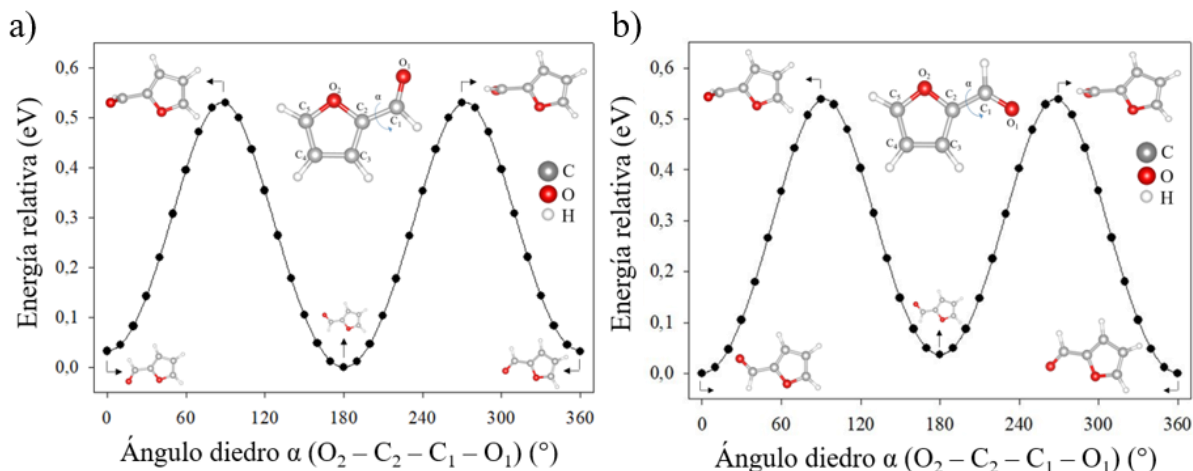 a)
Energía relativa (eV)
0,6
0,5
0,4
0,3
0,2
0,1
0,0
0 60 120 180 240 300 360
Ángulo diedro α (O₂ – C₂ – C₁ – O₁) (°)
O₁
O₂
α
C₅
C₂
C₁
C₄
C₃
C
O
H
b)
Energía relativa (eV)
0,6
0,5
0,4
0,3
0,2
0,1
0,0
0 60 120 180 240 300 360
Ángulo diedro α (O₂ – C₂ – C₁ – O₁) (°)
O₂
α
C₅
C₂
C₁
O₁
C₄
C₃
C
O
H